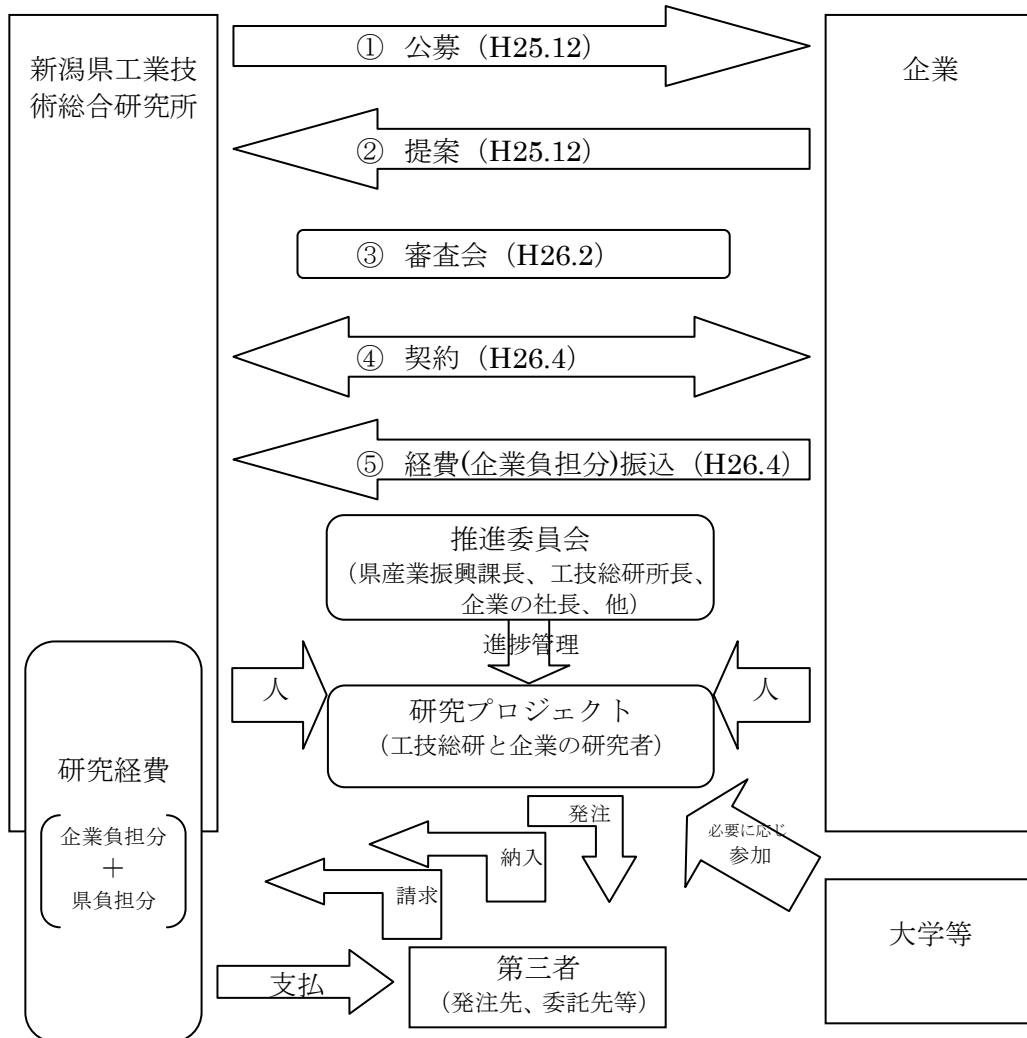 新潟県工業技
術総合研究所
① 公募（H25.12）
企業
② 提案（H25.12）
③ 審査会（H26.2）
④ 契約（H26.4）
⑤ 経費(企業負担分)振込（H26.4）
推進委員会
（県産業振興課長、工技総研所長、
企業の社長、他）
進捗管理
人
研究プロジェクト
（工技総研と企業の研究者）
人
研究経費
企業負担分
＋
県負担分
発注
納入
請求
必要に応じ
参加
大学等
支払
第三者
（発注先、委託先等）